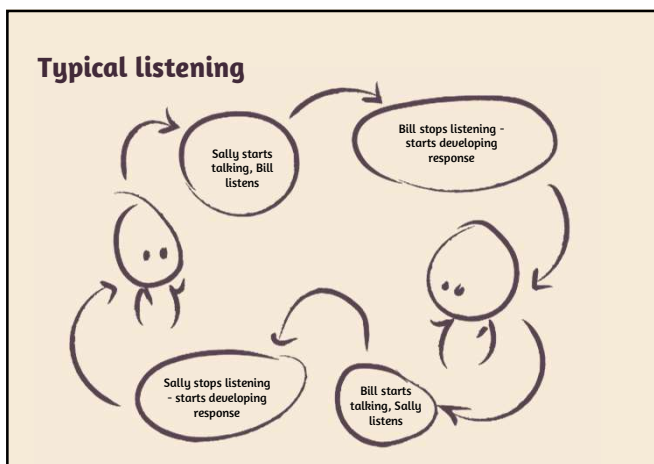 Typical listening
Sally starts
talking, Bill
listens
Bill stops listening -
starts developing
response
Bill starts
talking, Sally
listens
Sally stops listening
- starts developing
response